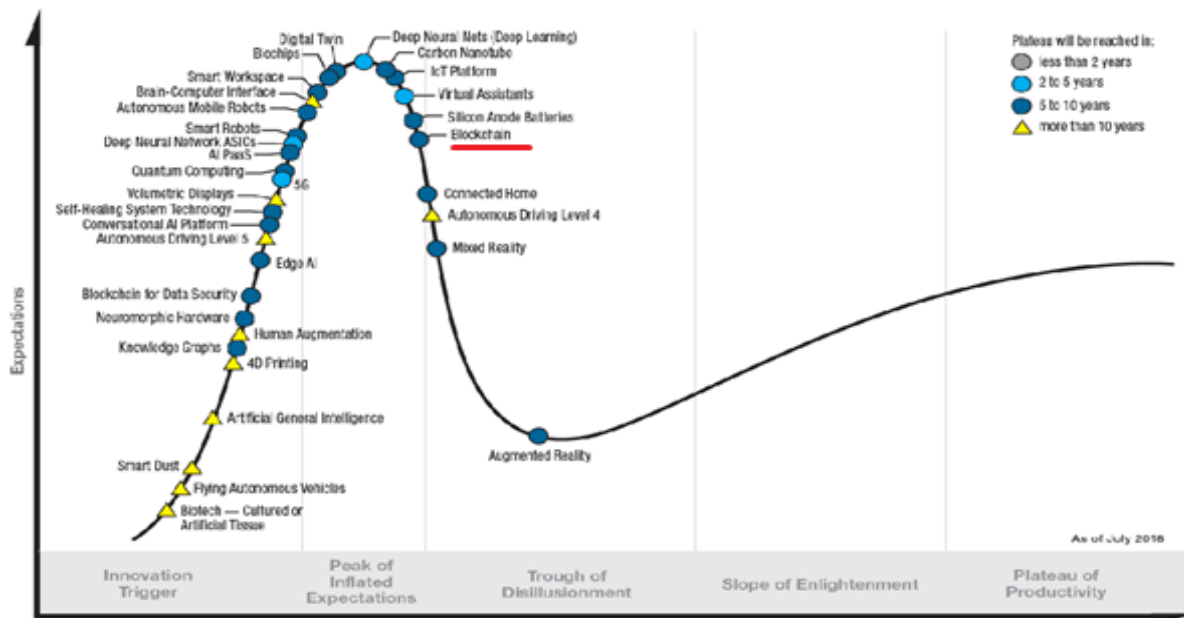 Plateau will be reached in:
less than 2 years
2 to 5 years
5 to 10 years
more than 10 years
Digital Twin
Biochips
Smart Workspace
Brain-Computer Interface
Autonomous Mobile Robots
Smart Robots
Deep Neural Network ASICs
AI PaaS
Quantum Computing
5G
Volumetric Displays
Self-Healing System Technology
Conversational AI Platform
Autonomous Driving Level 5
Edge AI
Blockchain for Data Security
Neuromorphic Hardware
Human Augmentation
Knowledge Graphs
4D Printing
Artificial General Intelligence
Smart Dust
Flying Autonomous Vehicles
Biotech — Cultured or
Artificial Tissue
Deep Neural Nets (Deep Learning)
Carbon Nanotube
IoT Platform
Virtual Assistants
Silicon Anode Batteries
Blockchain
Connected Home
Autonomous Driving Level 4
Mixed Reality
Augmented Reality
Expectations
As of July 2018
Innovation
Trigger
Peak of
Inflated
Expectations
Trough of
Disillusionment
Slope of Enlightenment
Plateau of
Productivity